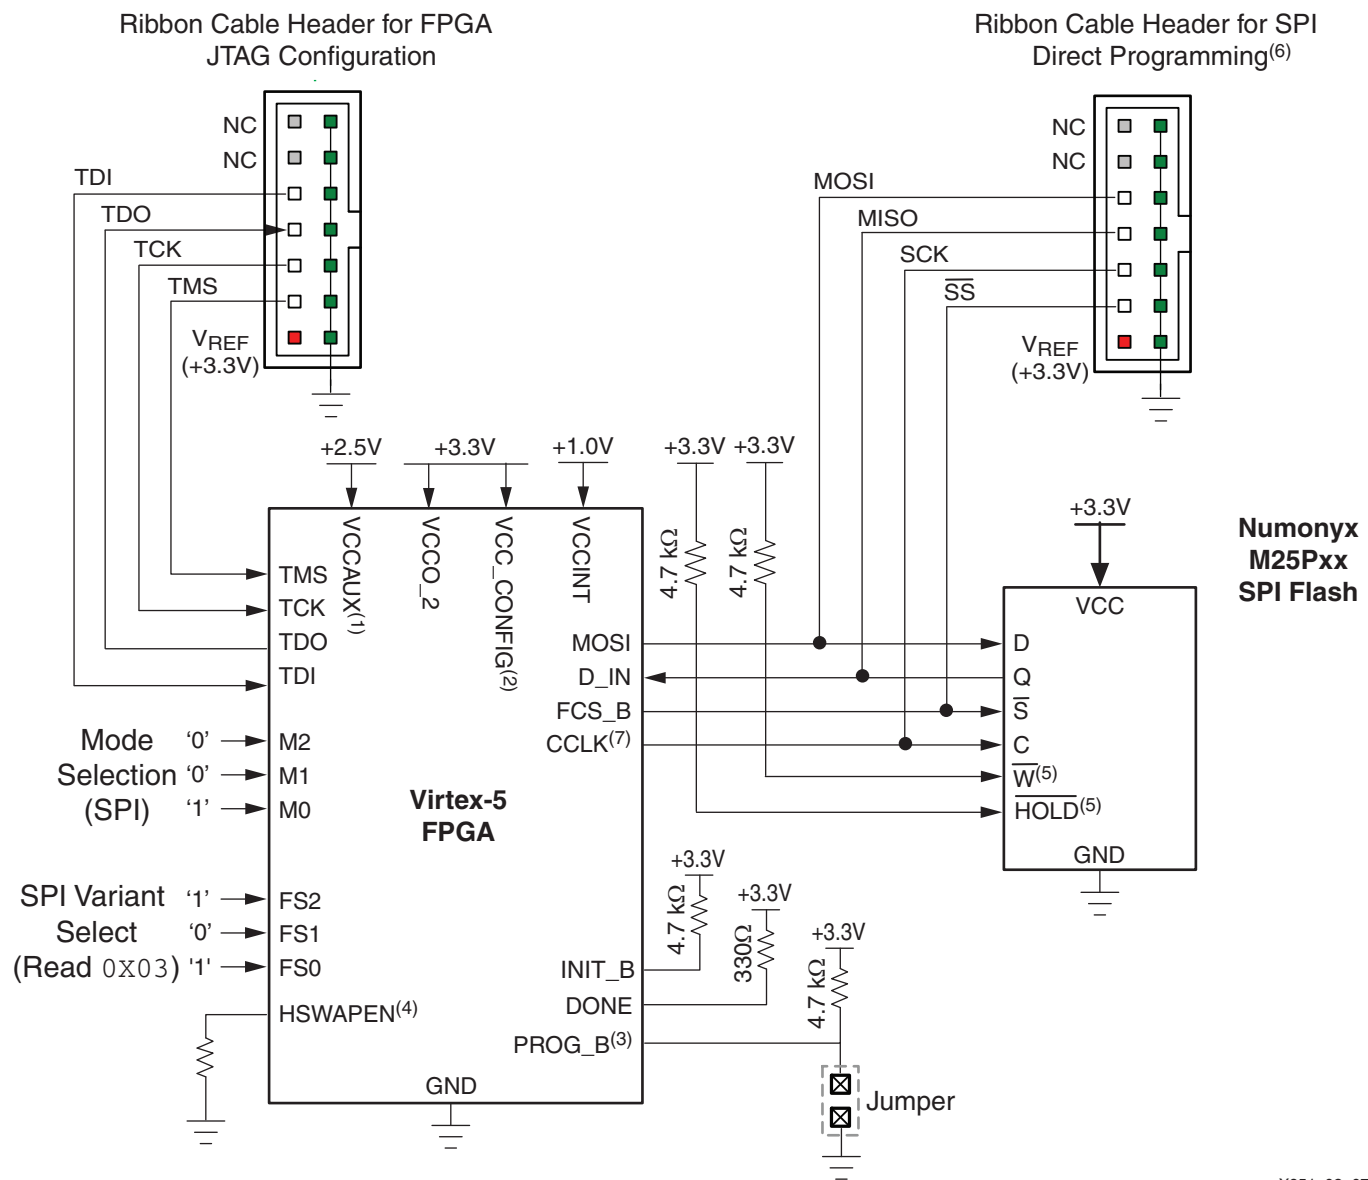 Ribbon Cable Header for FPGA
JTAG Configuration
Ribbon Cable Header for SPI
Direct Programming(6)
NC
NC
TDI
TDO
TCK
TMS
VREF
(+3.3V)
NC
NC
MOSI
MISO
SCK
SS
VREF
(+3.3V)
+2.5V
+3.3V
+1.0V
+3.3V
+3.3V
+3.3V
Numonyx
M25Pxx
SPI Flash
VCCAUX(1)
VCCO_2
VCC_CONFIG(2)
VCCINT
4.7 kΩ
4.7 kΩ
VCC
TMS
TCK
TDO
TDI
MOSI
D_IN
FCS_B
CCLK(7)
D
Q
S
C
W(5)
HOLD(5)
GND
Mode
Selection
(SPI)
'0'
'0'
'1'
M2
M1
M0
Virtex-5
FPGA
SPI Variant
Select
(Read 0X03)
'1'
'0'
'1'
FS2
FS1
FS0
HSWAPEN(4)
+3.3V
4.7 kΩ
+3.3V
330Ω
+3.3V
4.7 kΩ
INIT_B
DONE
PROG_B(3)
GND
Jumper